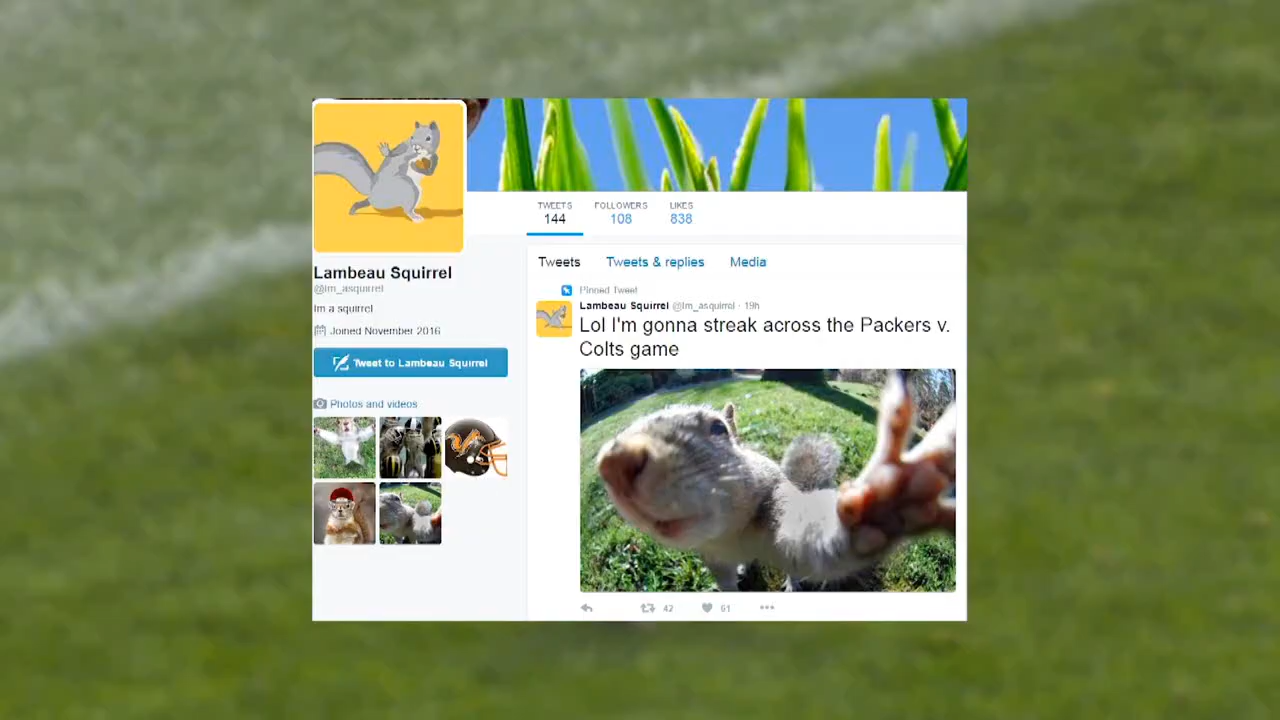 TWEETS FOLLOWERS LIKES
144 108 838
Lambeau Squirrel
@Im_asquirrel
Im a squirrel
Joined November 2016
Tweet to Lambeau Squirrel
Photos and videos
Tweets Tweets & replies Media
Pinned Tweet
Lambeau Squirrel @Im_asquirrel · 19h
Lol I'm gonna streak across the Packers v.
Colts game
42 61